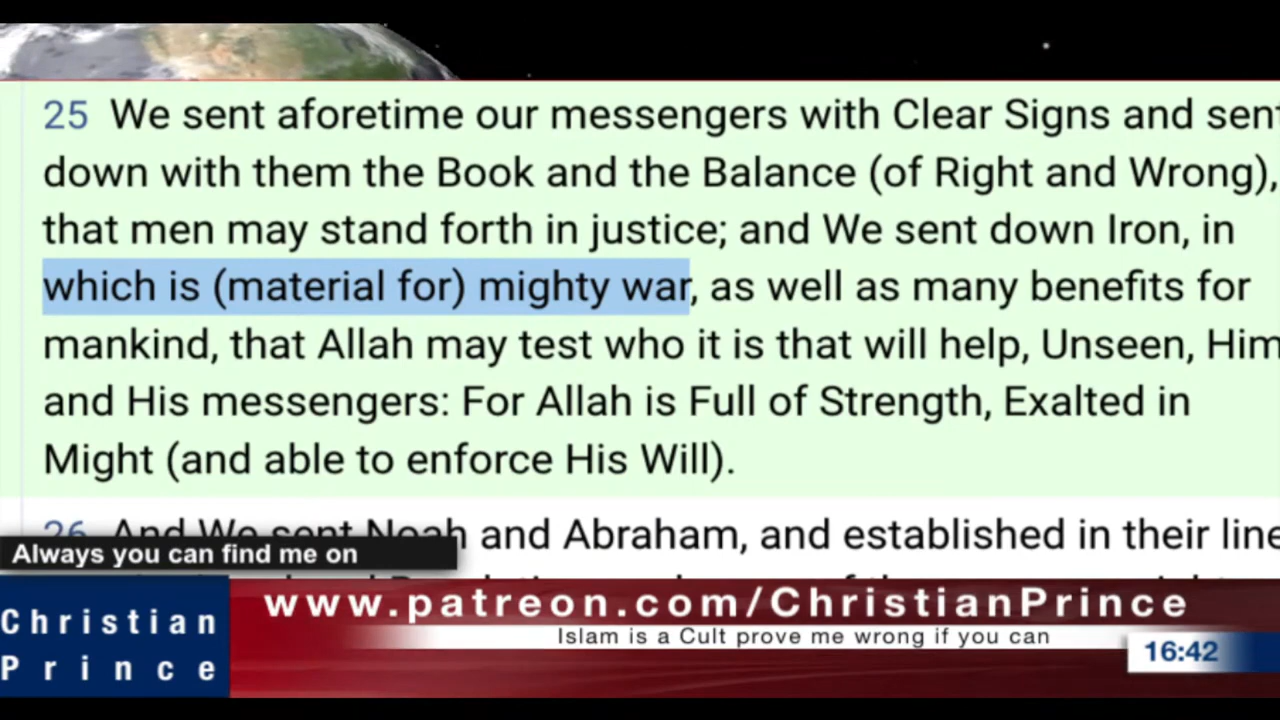 25 We sent aforetime our messengers with Clear Signs and sent
down with them the Book and the Balance (of Right and Wrong),
that men may stand forth in justice; and We sent down Iron, in
which is (material for) mighty war, as well as many benefits for
mankind, that Allah may test who it is that will help, Unseen, Him
and His messengers: For Allah is Full of Strength, Exalted in
Might (and able to enforce His Will).
26 And We sent Noah and Abraham, and established in their line
Always you can find me on
www.patreon.com/ChristianPrince
Islam is a Cult prove me wrong if you can
Christian
Prince
16:42